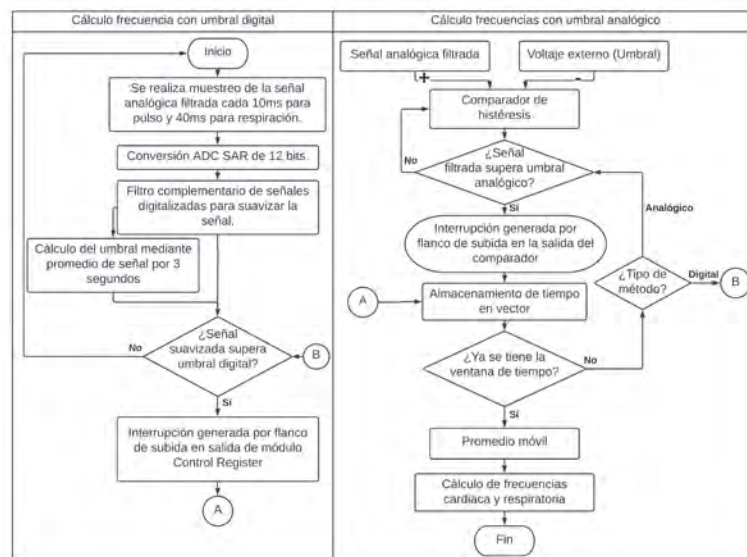 Cálculo frecuencia con umbral digital
Inicio
Se realiza muestreo de la señal
analógica filtrada cada 10ms para
pulso y 40ms para respiración.
Conversión ADC SAR de 12 bits.
Filtro complementario de señales
digitalizadas para suavizar la
señal.
Cálculo del umbral mediante
promedio de señal por 3
segundos
¿Señal
suavizada supera
umbral digital?
No
B
Sí
Interrupción generada por flanco
de subida en salida de módulo
Control Register
A
Cálculo frecuencias con umbral analógico
Señal analógica filtrada
Voltaje externo (Umbral)
+
-
Comparador de
histéresis
No
¿Señal
filtrada supera umbral
analógico?
Sí
Analógico
Interrupción generada por
flanco de subida en la salida del
comparador
¿Tipo de
método?
Digital
B
A
Almacenamiento de tiempo
en vector
¿Ya se tiene la
ventana de tiempo?
No
Sí
Promedio móvil
Cálculo de frecuencias
cardiaca y respiratoria
Fin